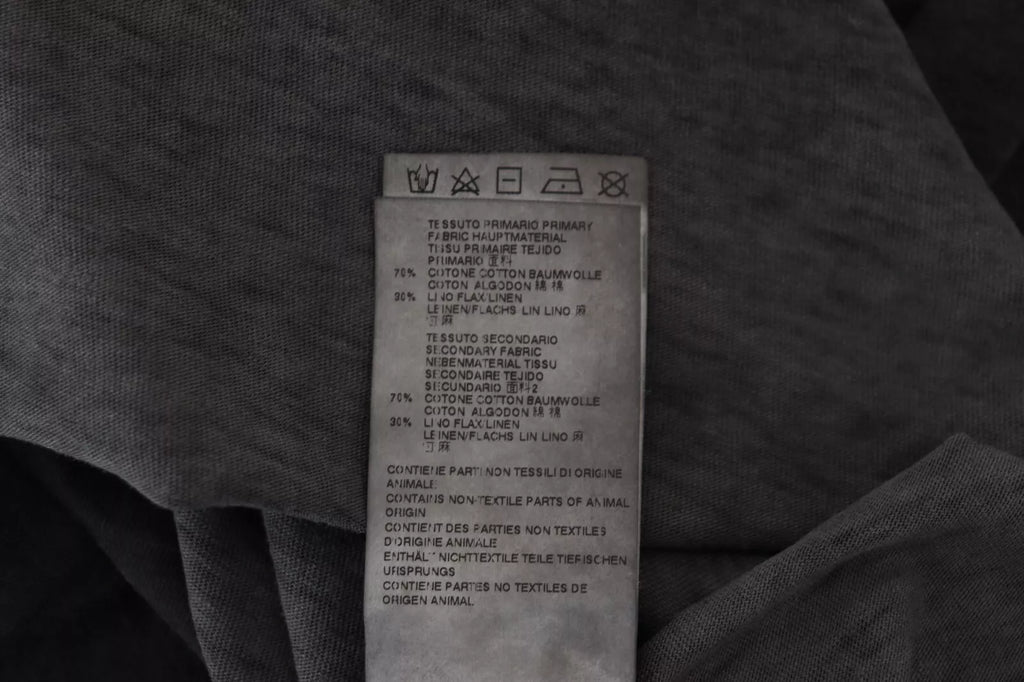 TESSUTO PRIMARIO PRIMARY
FABRIC HAUPTMATERIAL
TISSU PRIMAIRE TEJIDO
PRIMARIO 面料
70% COTONE COTTON BAUMWOLLE
COTON ALGODON 綿 棉
30% LINO FLAX/LINEN
LEINEN/FLACHS LIN LINO 麻
麻
TESSUTO SECONDARIO
SECONDARY FABRIC
NEBENMATERIAL TISSU
SECONDAIRE TEJIDO
SECUNDARIO 面料2
70% COTONE COTTON BAUMWOLLE
COTON ALGODON 綿 棉
30% LINO FLAX/LINEN
LEINEN/FLACHS LIN LINO 麻
麻
CONTIENE PARTI NON TESSILI DI ORIGINE
ANIMALE
CONTAINS NON-TEXTILE PARTS OF ANIMAL
ORIGIN
CONTIENT DES PARTIES NON TEXTILES
D'ORIGINE ANIMALE
ENTHÄLT NICHTTEXTILE TEILE TIERISCHEN
URSPRUNGS
CONTIENE PARTES NO TEXTILES DE
ORIGEN ANIMAL